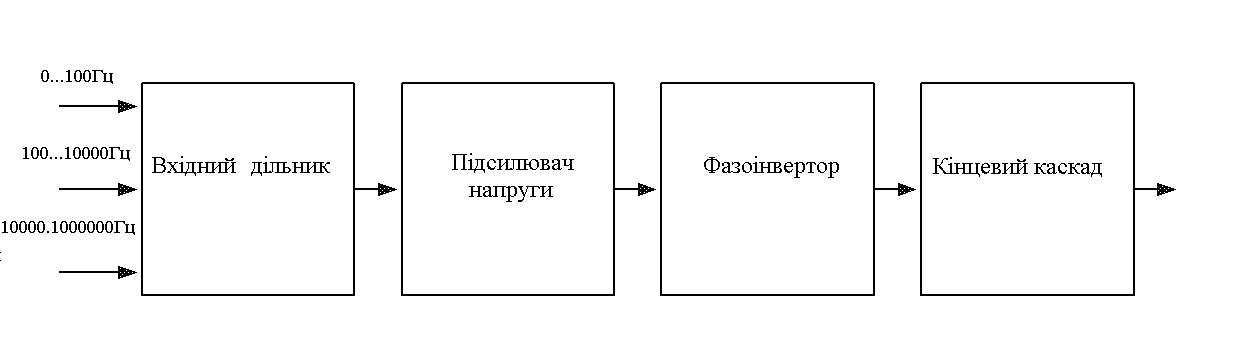 0...100Гц
100...10000Гц
10000.1000000Гц
Вхідний дільник
Підсилювач
напруги
Фазоінвертор
Кінцевий каскад